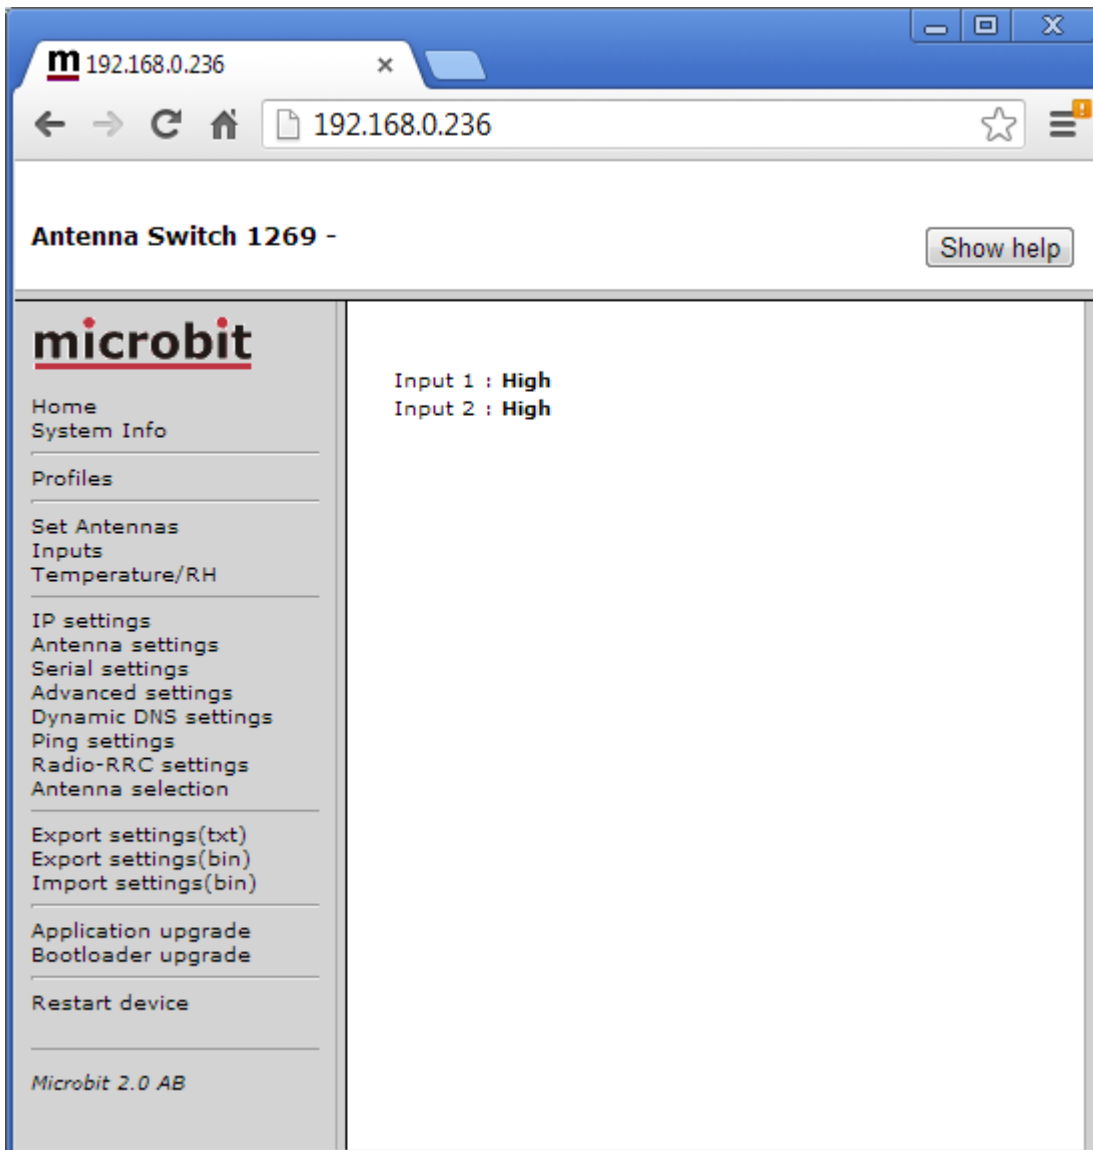 m 192.168.0.236
192.168.0.236
Antenna Switch 1269 -
Show help
microbit
Home
System Info
Profiles
Set Antennas
Inputs
Temperature/RH
IP settings
Antenna settings
Serial settings
Advanced settings
Dynamic DNS settings
Ping settings
Radio-RRC settings
Antenna selection
Export settings(txt)
Export settings(bin)
Import settings(bin)
Application upgrade
Bootloader upgrade
Restart device
Microbit 2.0 AB
Input 1 : High
Input 2 : High